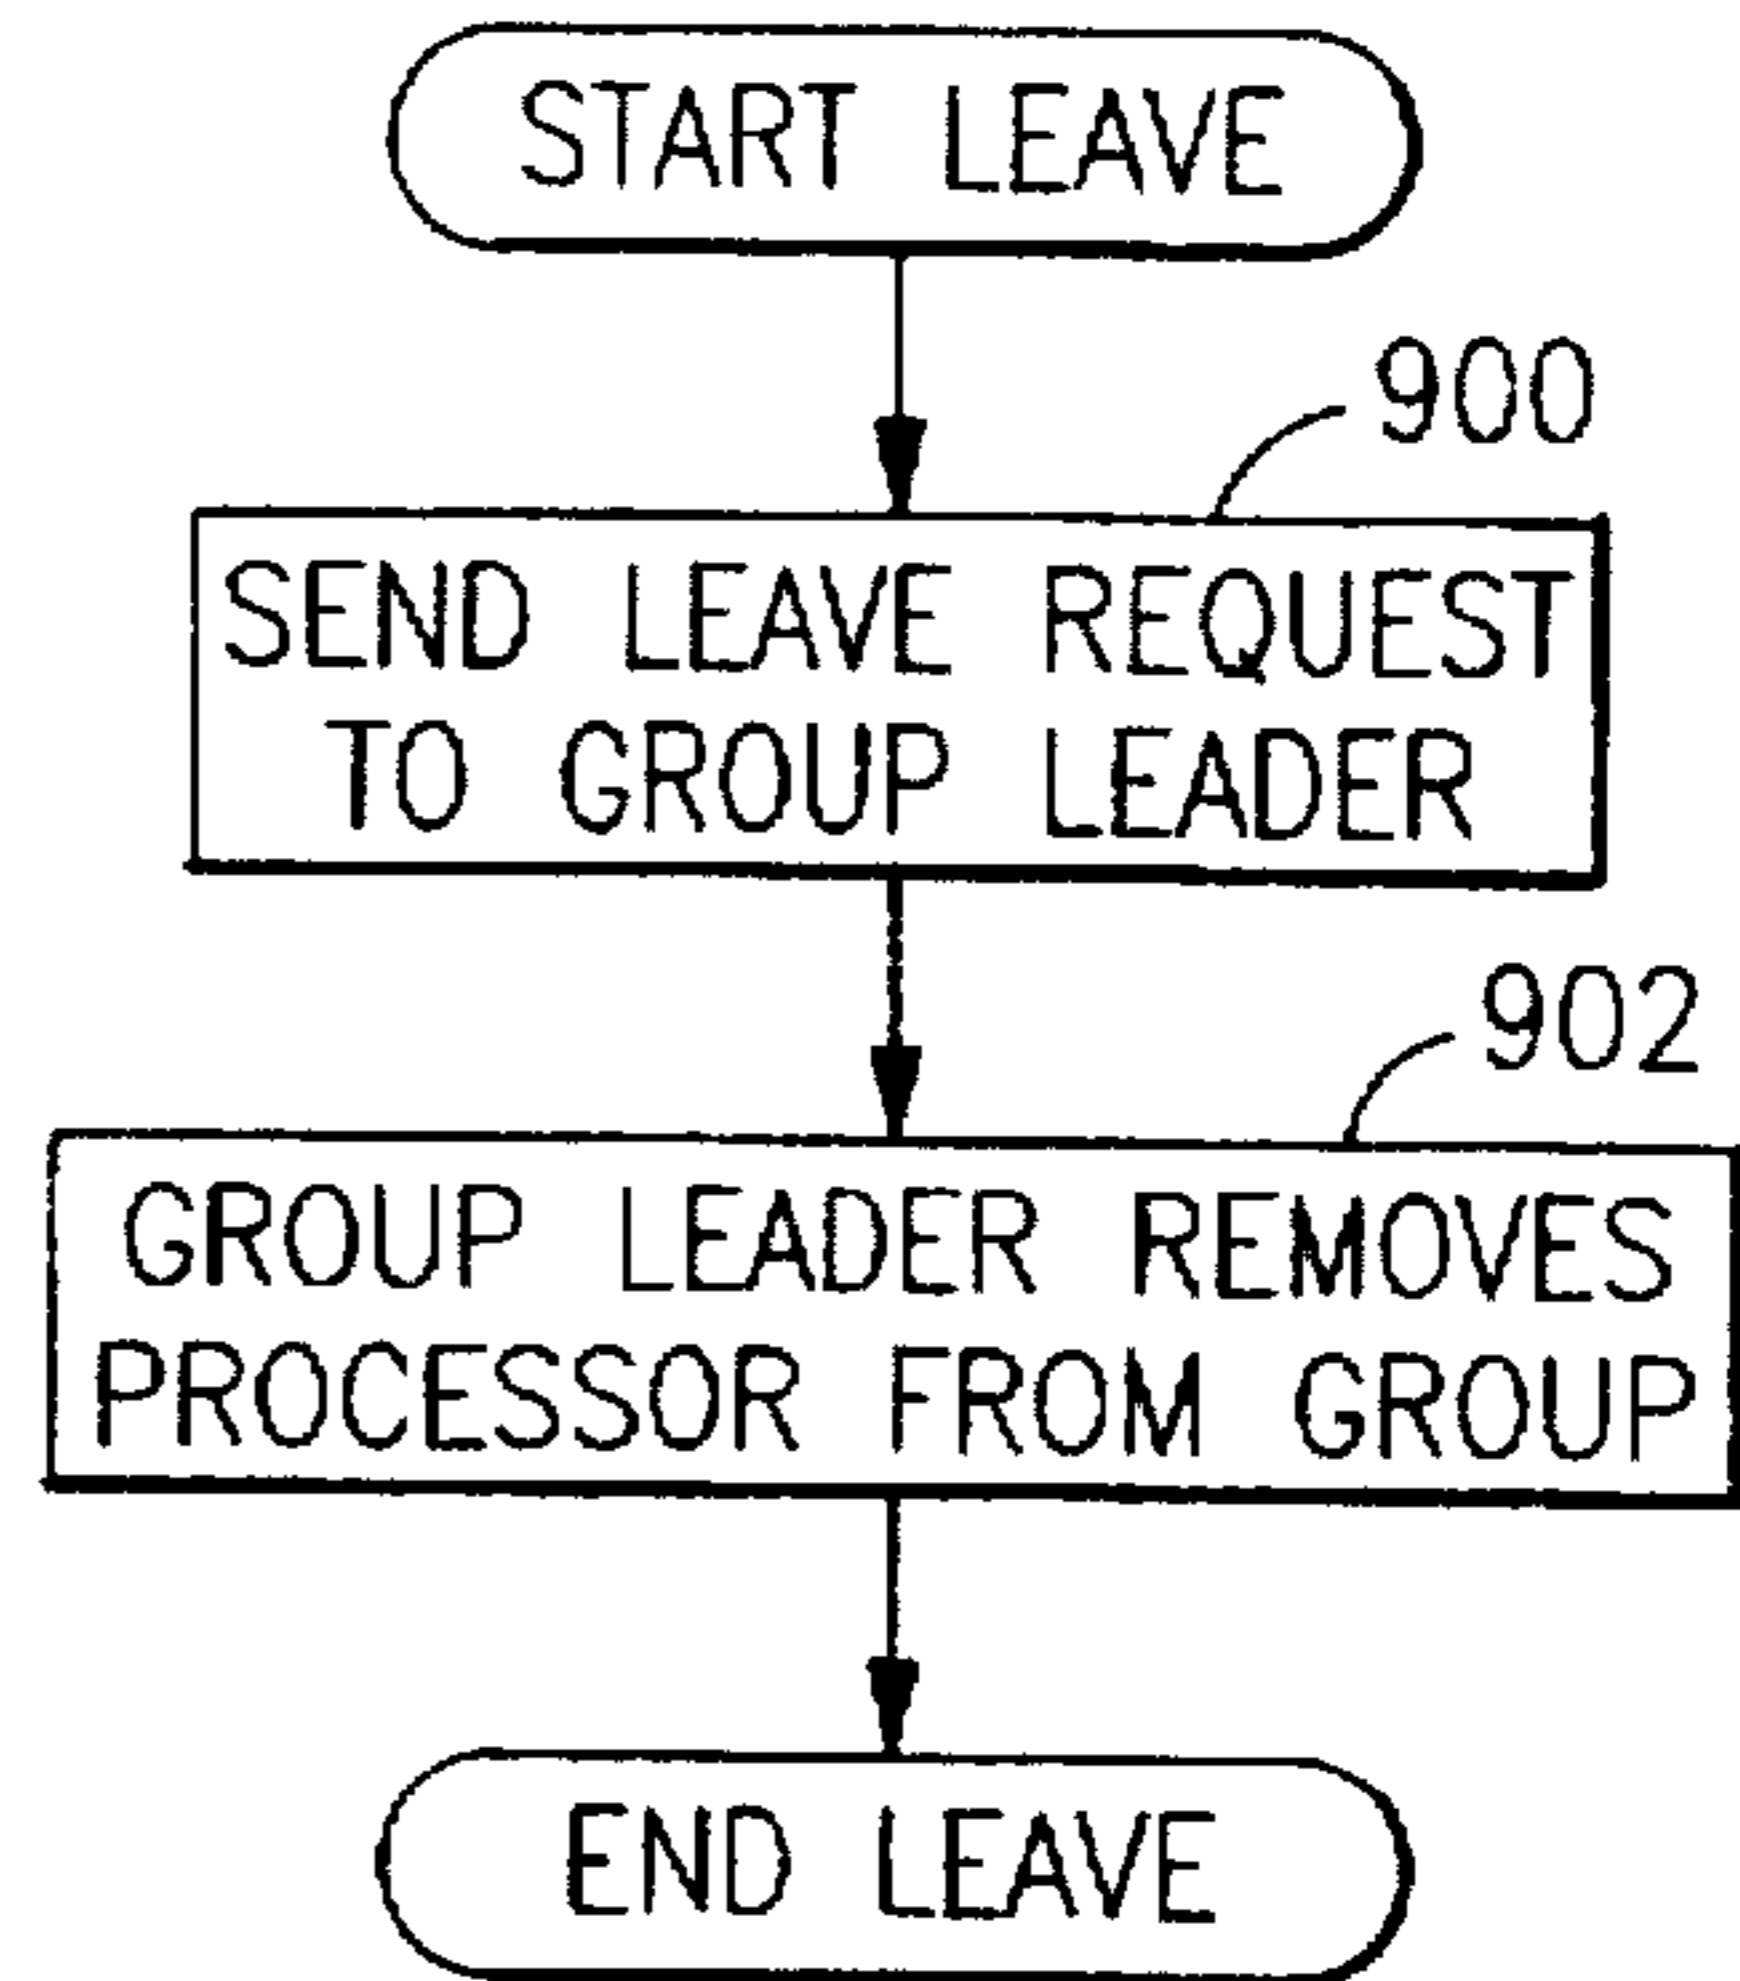 START LEAVE
900
SEND LEAVE REQUEST
TO GROUP LEADER
902
GROUP LEADER REMOVES
PROCESSOR FROM GROUP
END LEAVE